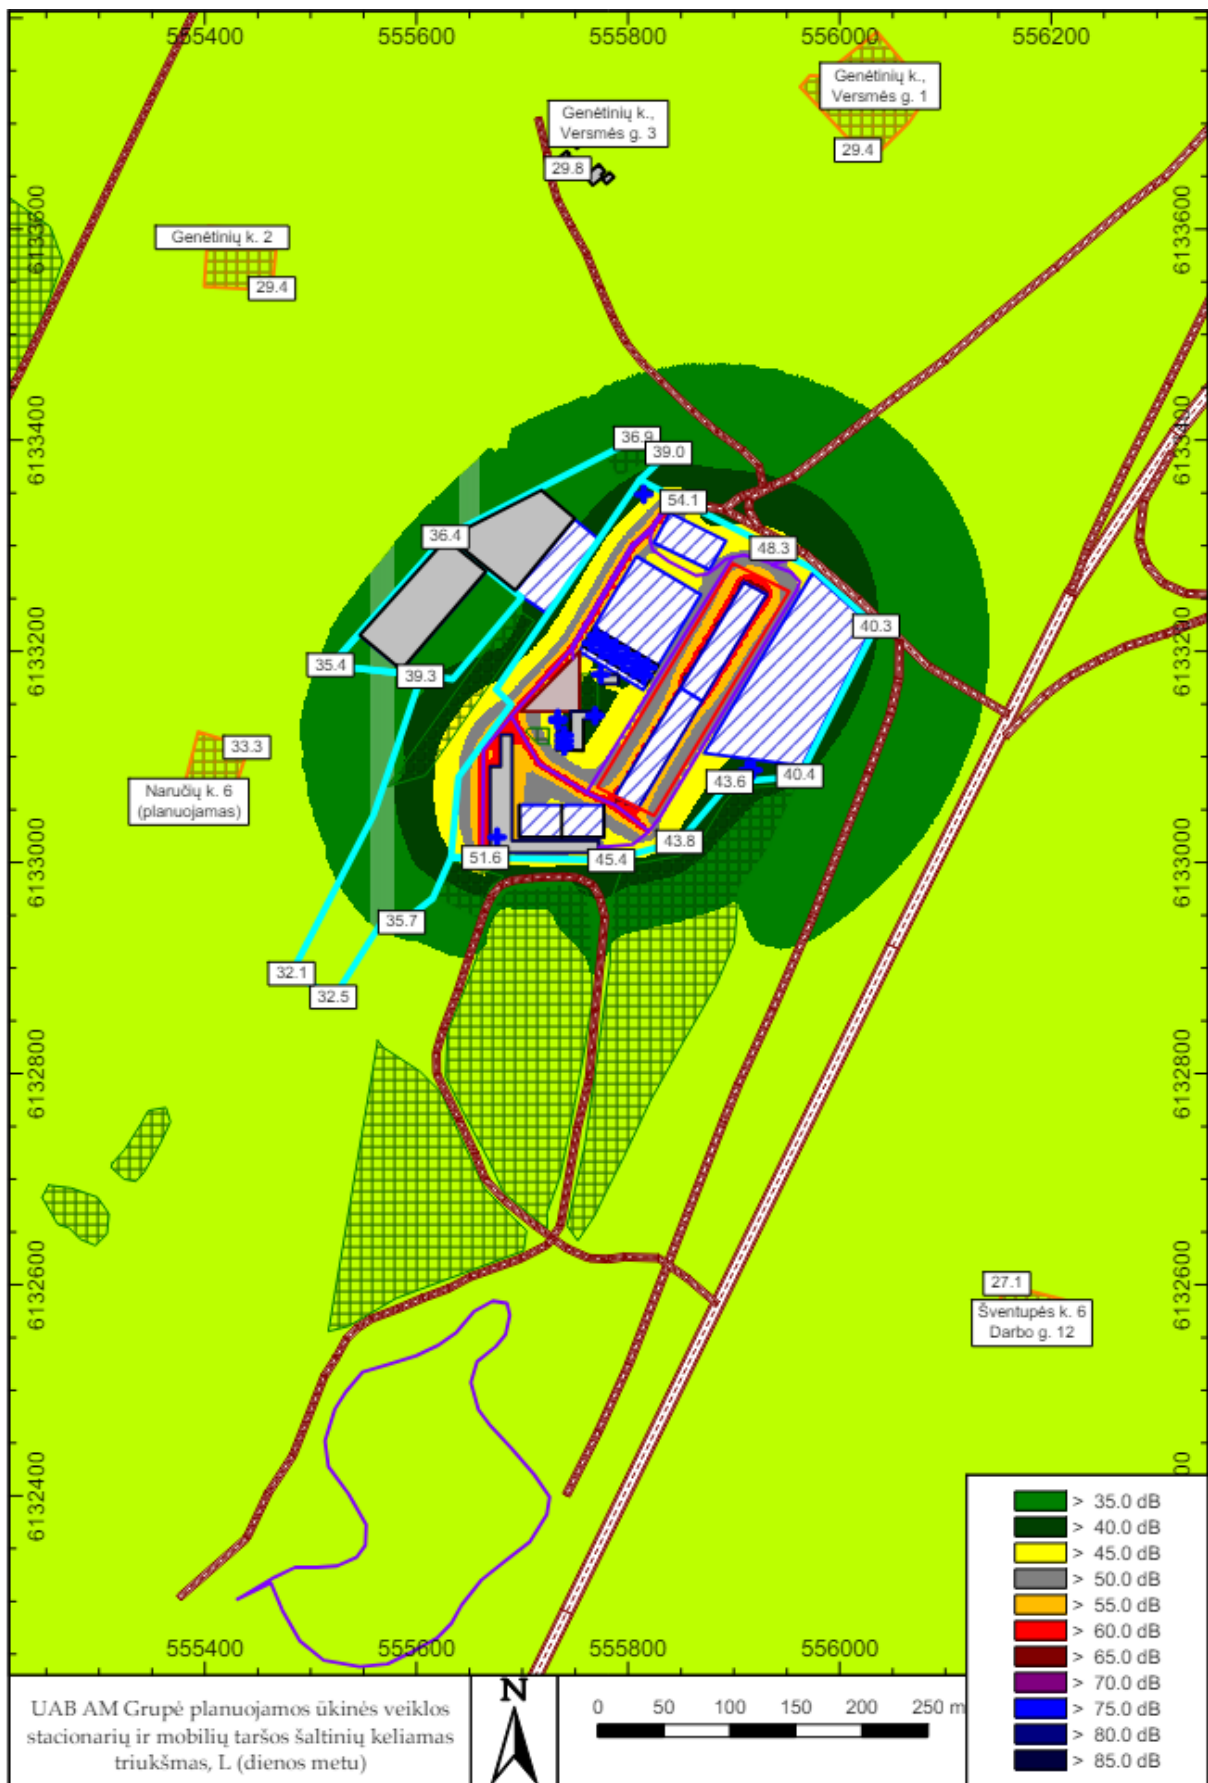 555400 555600 555800 556000 556200
Genėtinių k.,
Versmės g. 1
29.4
Genėtinių k.,
Versmės g. 3
29.8
6133600
6133600
Genėtinių k. 2
29.4
6133400
6133400
36.9
39.0
54.1
36.4
48.3
40.3
6133200
6133200
35.4
39.3
33.3
Naručių k. 6
(planuojamas)
43.6
40.4
43.8
6133000
6133000
51.6
45.4
35.7
32.1
32.5
6132800
6132800
6132600
6132600
27.1
Šventupės k. 6
Darbo g. 12
6132400
555400 555600 555800 556000
> 35.0 dB
> 40.0 dB
> 45.0 dB
> 50.0 dB
> 55.0 dB
> 60.0 dB
> 65.0 dB
> 70.0 dB
> 75.0 dB
> 80.0 dB
> 85.0 dB
UAB AM Grupė planuojamos ūkinės veiklos
stacionarių ir mobilių taršos šaltinių keliamas
triukšmas, L (dienos metu)
N
0 50 100 150 200 250 m